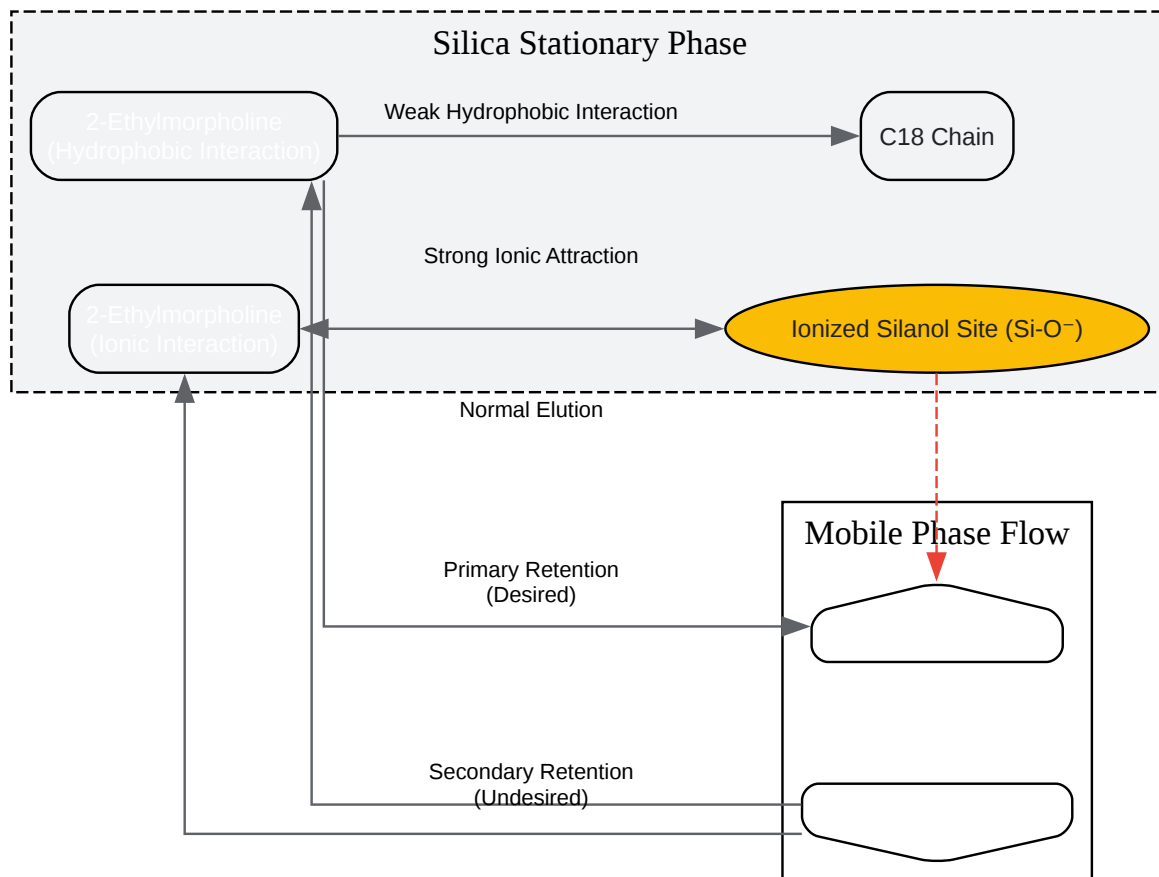 Silica Stationary Phase
2-Ethylmorpholine
(Hydrophobic Interaction)
Weak Hydrophobic Interaction
C18 Chain
Strong Ionic Attraction
2-Ethylmorpholine
(Ionic Interaction)
Ionized Silanol Site (Si-O⁻)
Normal Elution
Mobile Phase Flow
Primary Retention
(Desired)
Secondary Retention
(Undesired)